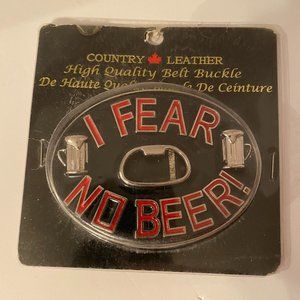 COUNTRY LEATHER
High Quality Belt Buckle
De Haute De Ceinture
I FEAR
NO BEER!